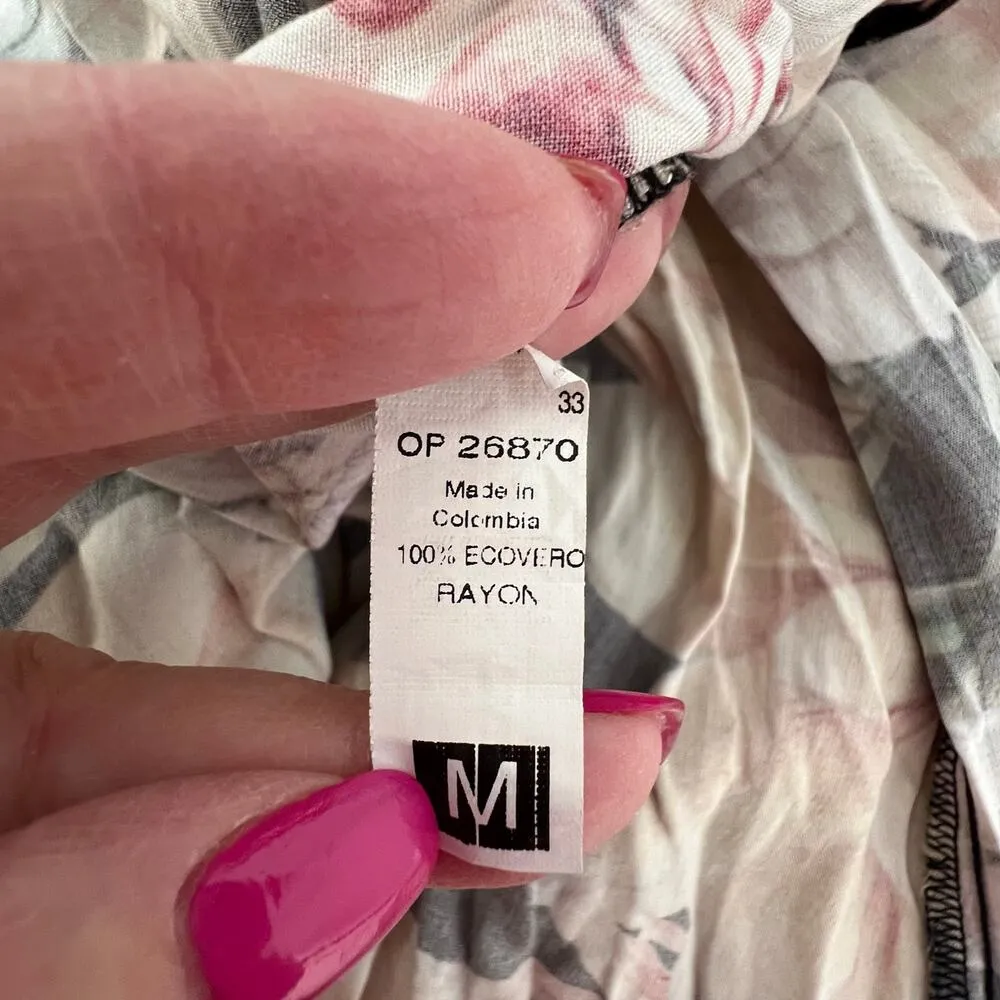 33
OP 26870
Made in
Colombia
100% ECOVERO
RAYON
M